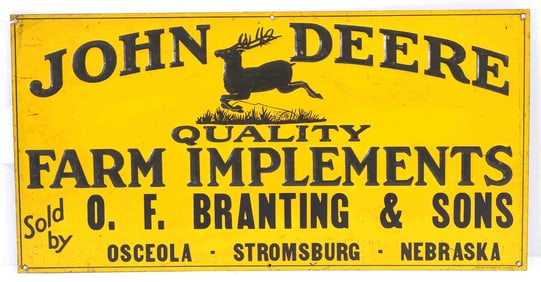 JOHN DEERE
QUALITY
FARM IMPLEMENTS
Sold by O. F. BRANTING & SONS
OSCEOLA - STROMSBURG - NEBRASKA